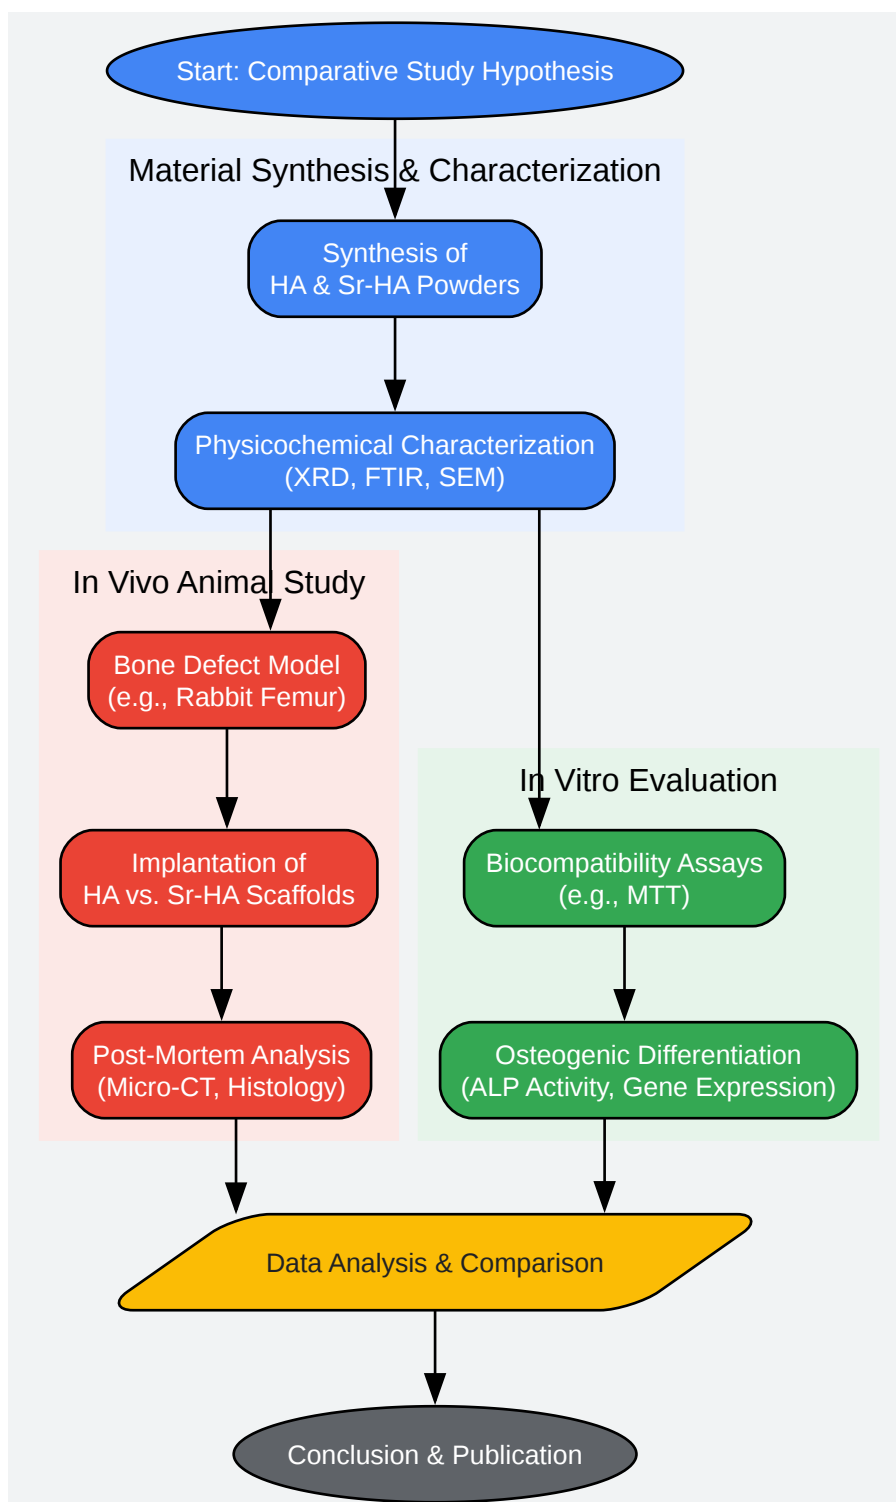 Start: Comparative Study Hypothesis
Material Synthesis & Characterization
Synthesis of
HA & Sr-HA Powders
Physicochemical Characterization
(XRD, FTIR, SEM)
In Vivo Animal Study
Bone Defect Model
(e.g., Rabbit Femur)
Implantation of
HA vs. Sr-HA Scaffolds
Post-Mortem Analysis
(Micro-CT, Histology)
In Vitro Evaluation
Biocompatibility Assays
(e.g., MTT)
Osteogenic Differentiation
(ALP Activity, Gene Expression)
Data Analysis & Comparison
Conclusion & Publication